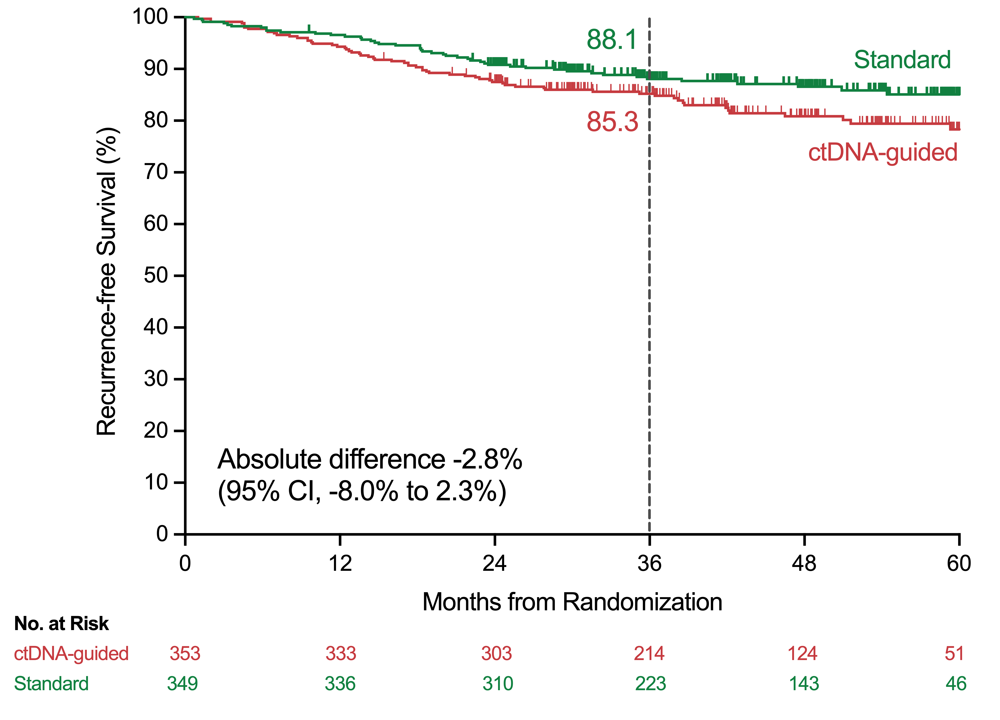 100
90
80
70
60
50
40
30
20
10
0
Recurrence-free Survival (%)
88.1
85.3
Standard
ctDNA-guided
Absolute difference -2.8%
(95% CI, -8.0% to 2.3%)
0 12 24 36 48 60
Months from Randomization
No. at Risk
ctDNA-guided 353 333 303 214 124 51
Standard 349 336 310 223 143 46